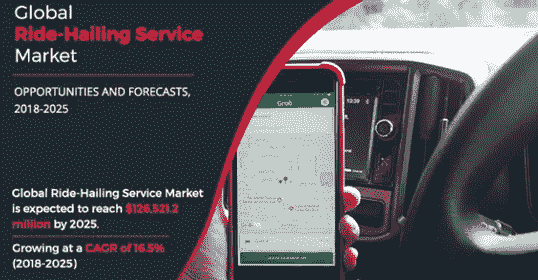 Global
Ride-Hailing Service
Market
OPPORTUNITIES AND FORECASTS,
2018-2025
Global Ride-Hailing Service Market
is expected to reach $126,521.2
million by 2025.
Growing at a CAGR of 16.5%
(2018-2025)
Grab